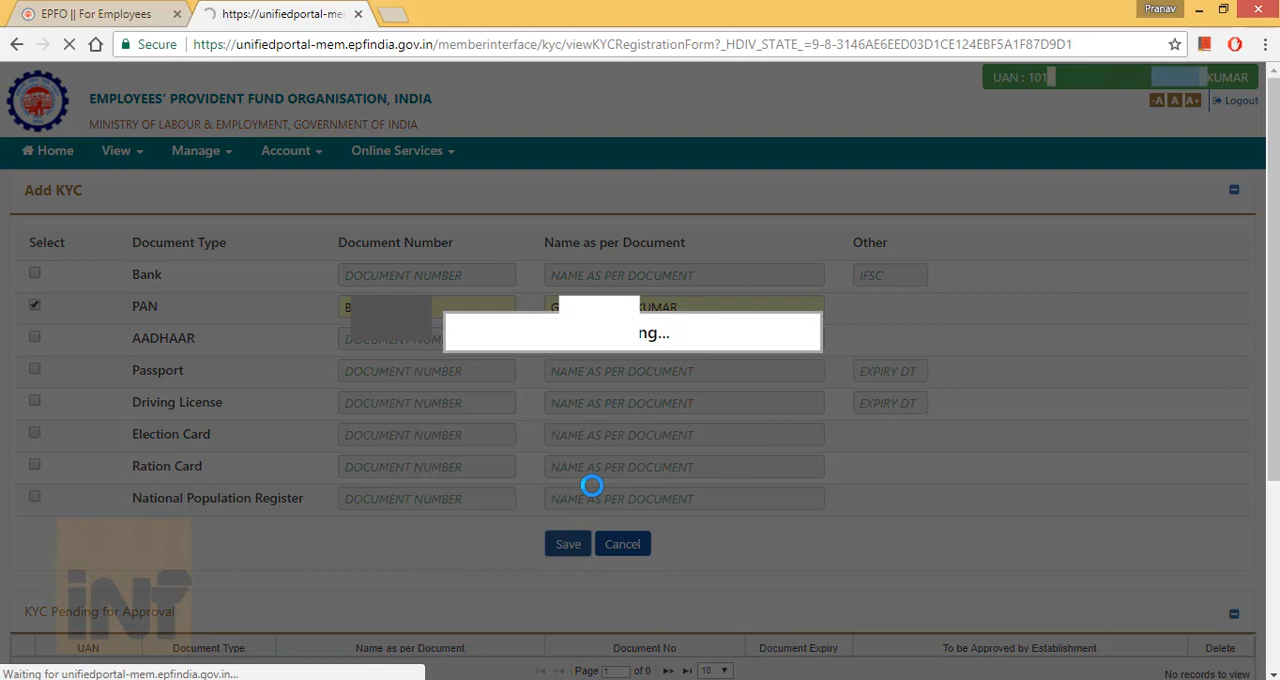 EPFO || For Employees
https://unifiedportal-me
Pranav
Secure
https://unifiedportal-mem.epfindia.gov.in/memberinterface/kyc/viewKYCRegistrationForm?_HDIV_STATE_=9-8-3146AE6EED03D1CE124EBF5A1F87D9D1
EMPLOYEES' PROVIDENT FUND ORGANISATION, INDIA
MINISTRY OF LABOUR & EMPLOYMENT, GOVERNMENT OF INDIA
UAN : 101 KUMAR
-A A A+ Logout
Home View Manage Account Online Services
Add KYC
Select Document Type Document Number Name as per Document Other
Bank DOCUMENT NUMBER NAME AS PER DOCUMENT IFSC
PAN B G KUMAR
AADHAAR DOCUM
ng...
Passport DOCUMENT NUMBER NAME AS PER DOCUMENT EXPIRY DT
Driving License DOCUMENT NUMBER NAME AS PER DOCUMENT EXPIRY DT
Election Card DOCUMENT NUMBER NAME AS PER DOCUMENT
Ration Card DOCUMENT NUMBER NAME AS PER DOCUMENT
National Population Register DOCUMENT NUMBER NAME AS PER DOCUMENT
Save Cancel
iNT
KYC Pending for Approval
UAN Document Type Name as per Document Document No Document Expiry To be Approved by Establishment Delete
Page 1 of 0 10 No records to view
Waiting for unifiedportal-mem.epfindia.gov.in...